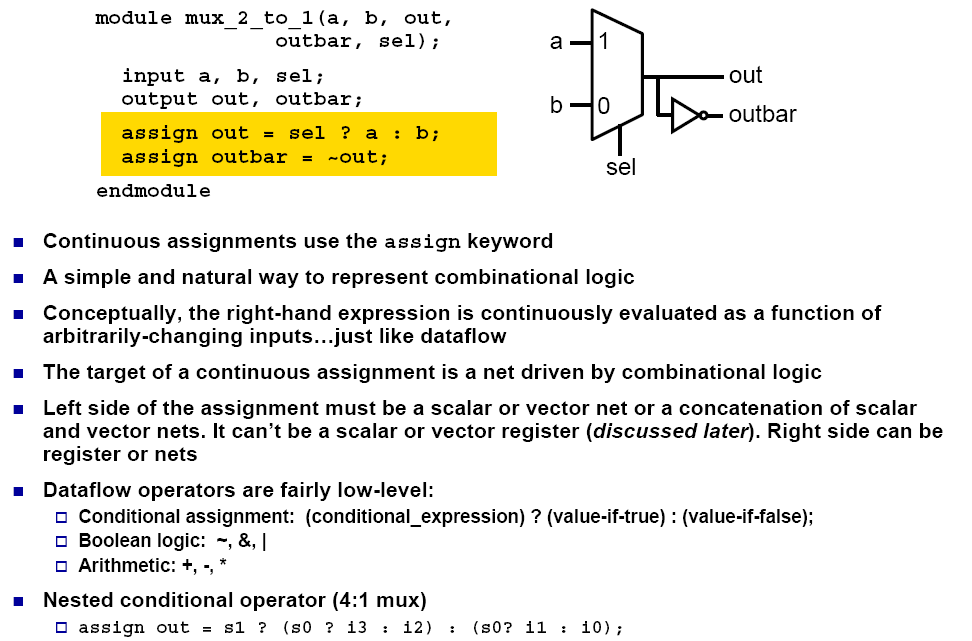 module mux_2_to_1(a, b, out,
outbar, sel);
input a, b, sel;
output out, outbar;
assign out = sel ? a : b;
assign outbar = ~out;
endmodule
a
1
b
0
out
outbar
sel
Continuous assignments use the assign keyword
A simple and natural way to represent combinational logic
Conceptually, the right-hand expression is continuously evaluated as a function of
arbitrarily-changing inputs…just like dataflow
The target of a continuous assignment is a net driven by combinational logic
Left side of the assignment must be a scalar or vector net or a concatenation of scalar
and vector nets. It can’t be a scalar or vector register (discussed later). Right side can be
register or nets
Dataflow operators are fairly low-level:
Conditional assignment: (conditional_expression) ? (value-if-true) : (value-if-false);
Boolean logic: ~, &, |
Arithmetic: +, -, *
Nested conditional operator (4:1 mux)
assign out = s1 ? (s0 ? i3 : i2) : (s0? i1 : i0);